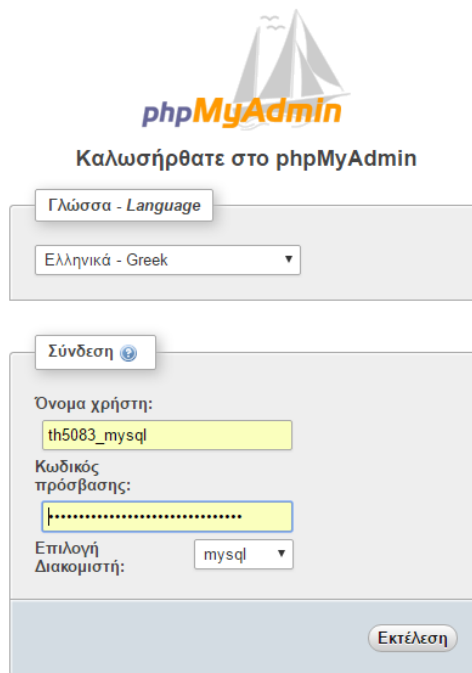 phpMyAdmin
Καλωσήρθατε στο phpMyAdmin
Γλώσσα - Language
Ελληνικά - Greek
Σύνδεση
Όνομα χρήστη:
th5083_mysql
Κωδικός
πρόσβασης:
Επιλογή
Διακομιστή:
mysql
Εκτέλεση